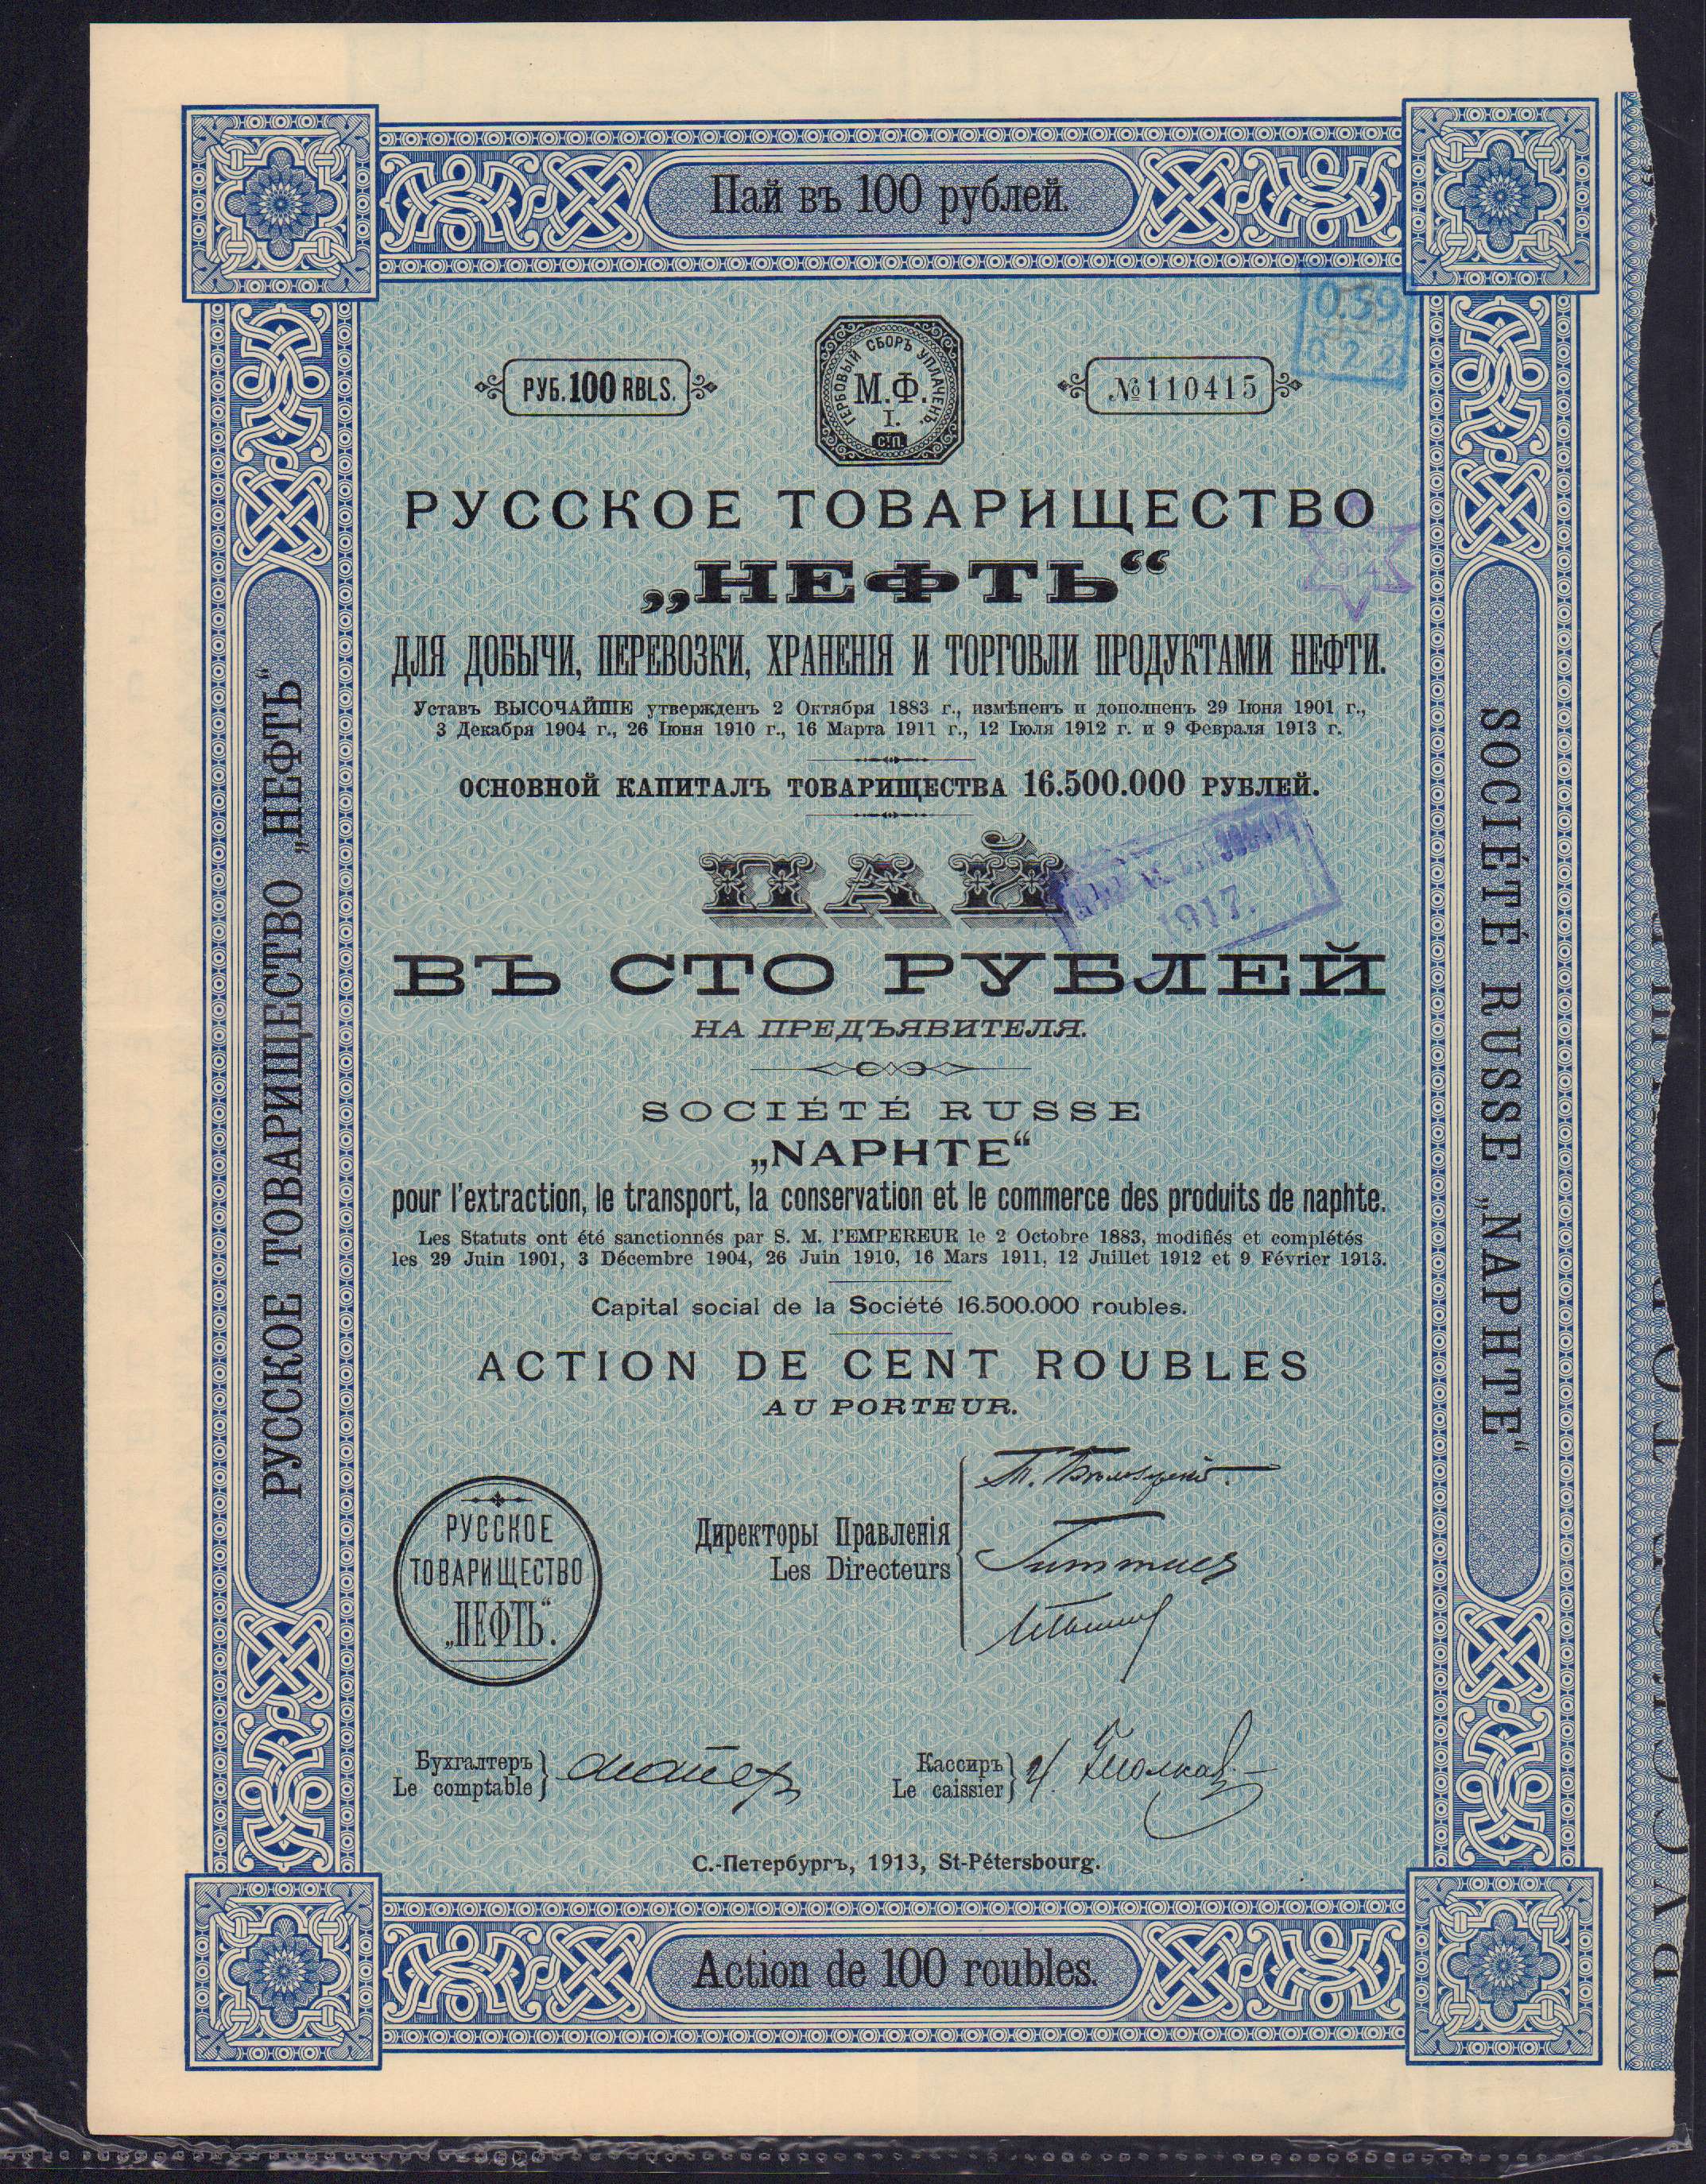 Пай въ 100 рублей.
0.39
0.2.2
РУБ. 100 RBLS.
ГЕРБОВЫЙ СБОРЪ УПЛАЧЕНЪ.
М.Ф.
I.
С.П.
№ 110415
РУССКОЕ ТОВАРИЩЕСТВО
„НЕФТЬ“
1914
ДЛЯ ДОБЫЧИ, ПЕРЕВОЗКИ, ХРАНЕНІЯ И ТОРГОВЛИ ПРОДУКТАМИ НЕФТИ.
Уставъ ВЫСОЧАЙШЕ утвержденъ 2 Октября 1883 г., измѣненъ и дополненъ 29 Іюня 1901 г.,
3 Декабря 1904 г., 26 Іюня 1910 г., 16 Марта 1911 г., 12 Іюля 1912 г. и 9 Февраля 1913 г.
ОСНОВНОЙ КАПИТАЛЪ ТОВАРИЩЕСТВА 16.500.000 РУБЛЕЙ.
ПАЙ
1917.
ВЪ СТО РУБЛЕЙ
НА ПРЕДЪЯВИТЕЛЯ.
SOCIÉTÉ RUSSE
„NAPHTE“
pour l'extraction, le transport, la conservation et le commerce des produits de naphte.
Les Statuts ont été sanctionnés par S. M. l'EMPEREUR le 2 Octobre 1883, modifiés et complétés
les 29 Juin 1901, 3 Décembre 1904, 26 Juin 1910, 16 Mars 1911, 12 Juillet 1912 et 9 Février 1913.
Capital social de la Société 16.500.000 roubles.
ACTION DE CENT ROUBLES
AU PORTEUR.
РУССКОЕ
ТОВАРИЩЕСТВО
„НЕФТЬ“.
Директоры Правленія
Les Directeurs
Бухгалтеръ
Le comptable
Кассиръ
Le caissier
С.-Петербургъ, 1913, St-Pétersbourg.
Action de 100 roubles.
РУССКОЕ ТОВАРИЩЕСТВО „НЕФТЬ“
SOCIÉTÉ RUSSE „NAPHTE“